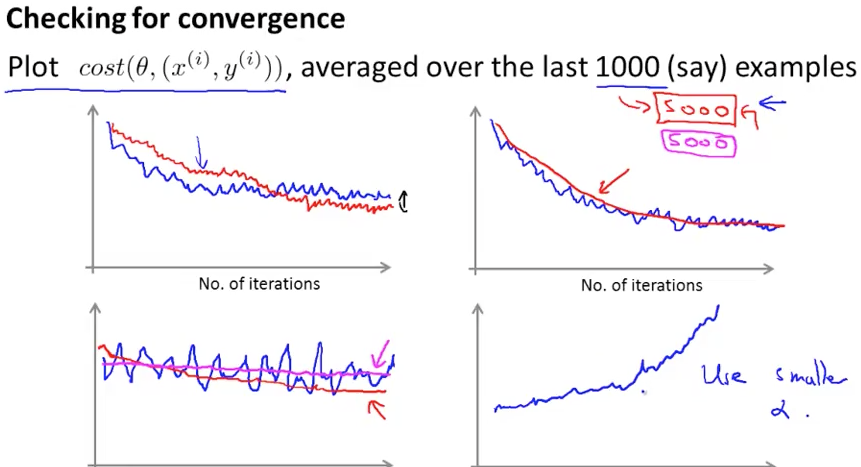 Checking for convergence
Plot cost(θ, (x^(i), y^(i))), averaged over the last 1000 (say) examples
5000
5000
No. of iterations
No. of iterations
Use smaller
α.